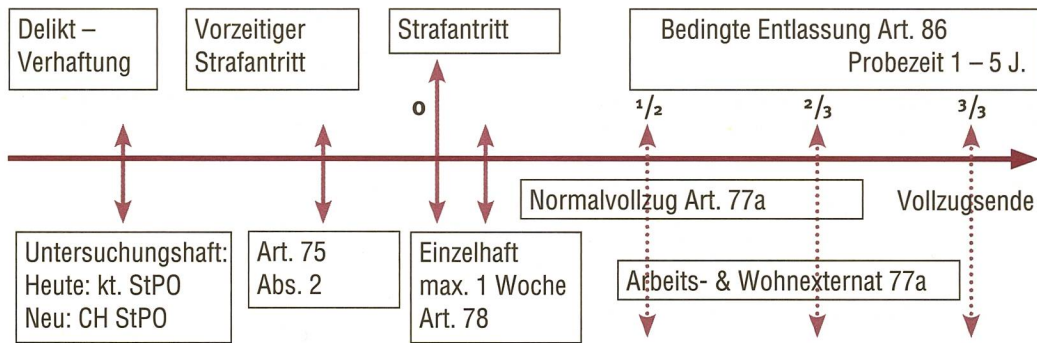 Delikt –
Verhaftung
Vorzeitiger
Strafantritt
Strafantritt
Bedingte Entlassung Art. 86
Probezeit 1 – 5 J.
0
1/2
2/3
3/3
Normalvollzug Art. 77a
Vollzugsende
Untersuchungshaft:
Heute: kt. StPO
Neu: CH StPO
Art. 75
Abs. 2
Einzelhaft
max. 1 Woche
Art. 78
Arbeits- & Wohnexternat 77a